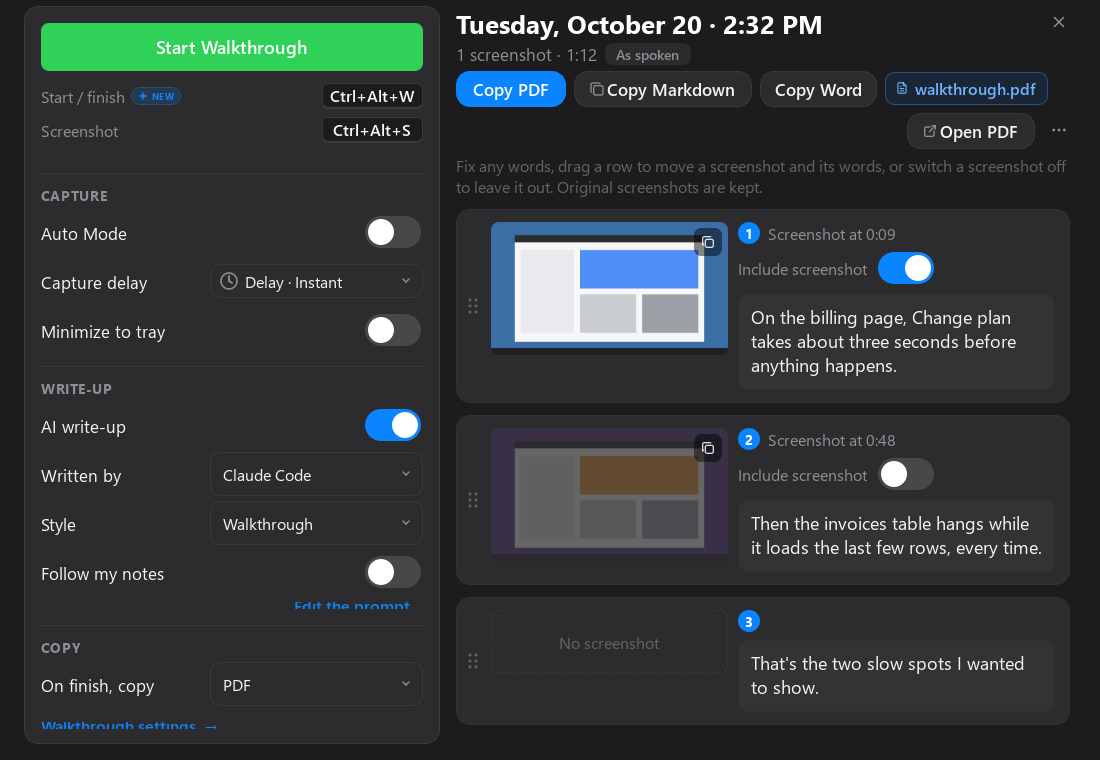 Start Walkthrough
Start / finish ✦ NEW Ctrl+Alt+W
Screenshot Ctrl+Alt+S
CAPTURE
Auto Mode
Capture delay Delay · Instant
Minimize to tray
WRITE-UP
AI write-up
Written by Claude Code
Style Walkthrough
Follow my notes
Edit the prompt
COPY
On finish, copy PDF
Walkthrough settings →
Tuesday, October 20 · 2:32 PM
1 screenshot · 1:12 As spoken
Copy PDF Copy Markdown Copy Word walkthrough.pdf
Open PDF ···
Fix any words, drag a row to move a screenshot and its words, or switch a screenshot off
to leave it out. Original screenshots are kept.
1 Screenshot at 0:09
Include screenshot
On the billing page, Change plan
takes about three seconds before
anything happens.
2 Screenshot at 0:48
Include screenshot
Then the invoices table hangs while
it loads the last few rows, every time.
No screenshot
3
That's the two slow spots I wanted
to show.